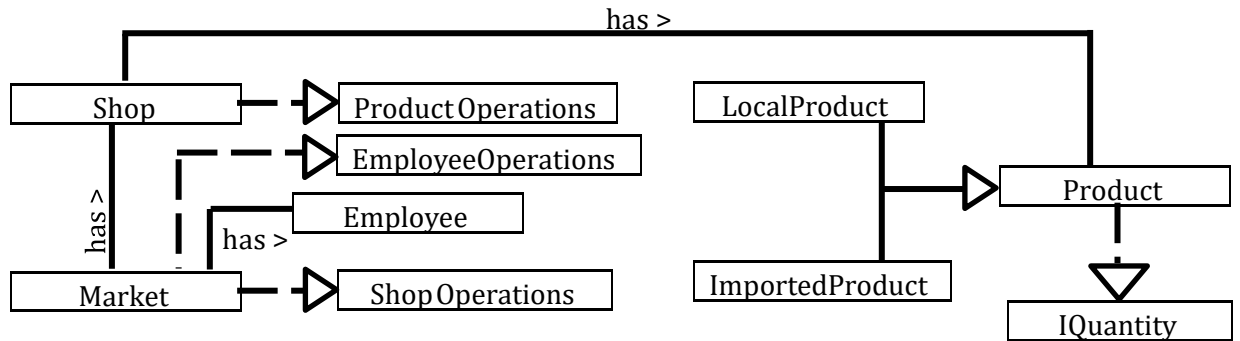 has >
Shop
ProductOperations
LocalProduct
EmployeeOperations
Product
Employee
has >
has >
Market
ShopOperations
ImportedProduct
IQuantity